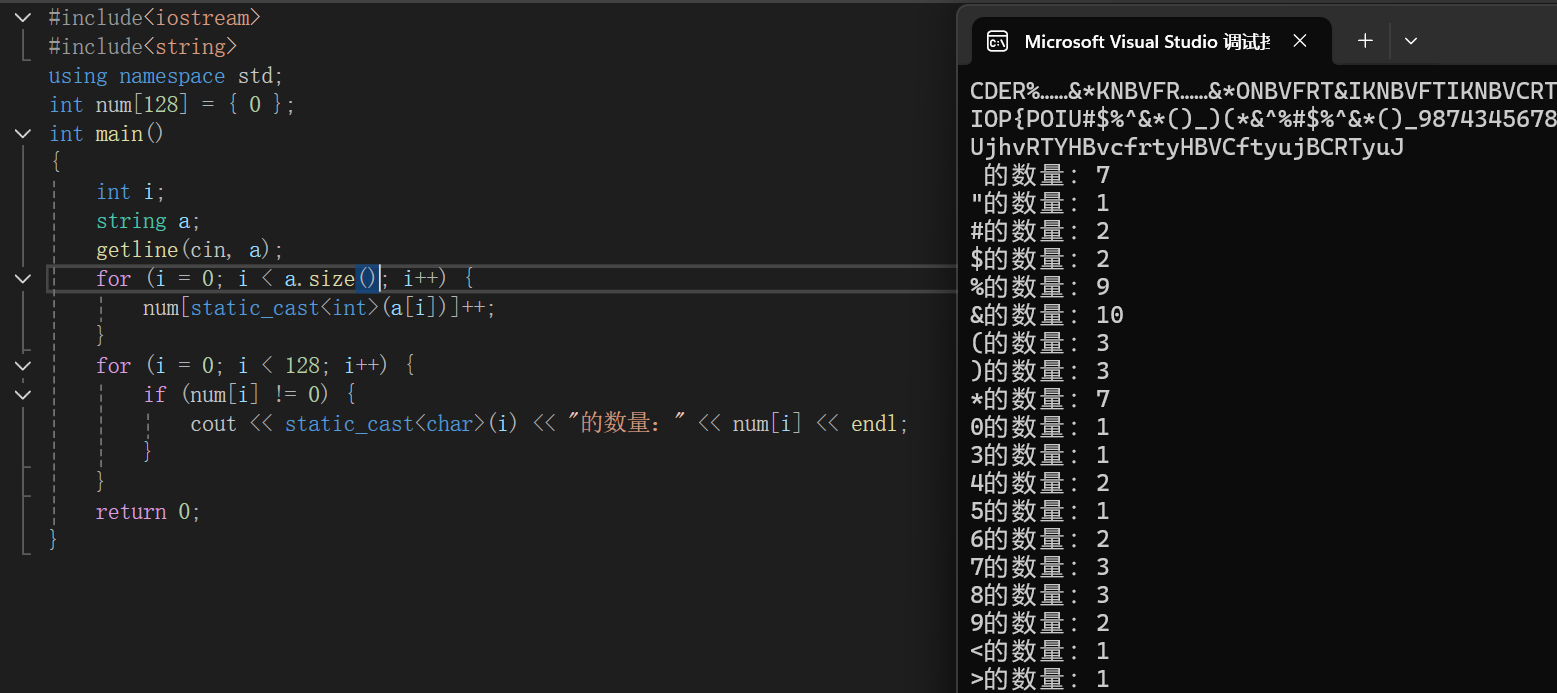 #include<iostream>
#include<string>
using namespace std;
int num[128] = { 0 };
int main()
{
    int i;
    string a;
    getline(cin, a);
    for (i = 0; i < a.size(); i++) {
        num[static_cast<int>(a[i])]++;
    }
    for (i = 0; i < 128; i++) {
        if (num[i] != 0) {
            cout << static_cast<char>(i) << "的数量：" << num[i] << endl;
        }
    }
    return 0;
}
Microsoft Visual Studio 调试
CDER%……&*KNBVFR……&*ONBVFRT&IKNBVFTIKNBVCRT
IOP{POIU#$%^&*()_)(*&^%#$%^&*()_9874345678
UjhvRTYHBvcfrtyHBVCftyujBCRTyuJ
 的数量：7
"的数量：1
#的数量：2
$的数量：2
%的数量：9
&的数量：10
(的数量：3
)的数量：3
*的数量：7
0的数量：1
3的数量：1
4的数量：2
5的数量：1
6的数量：2
7的数量：3
8的数量：3
9的数量：2
<的数量：1
>的数量：1